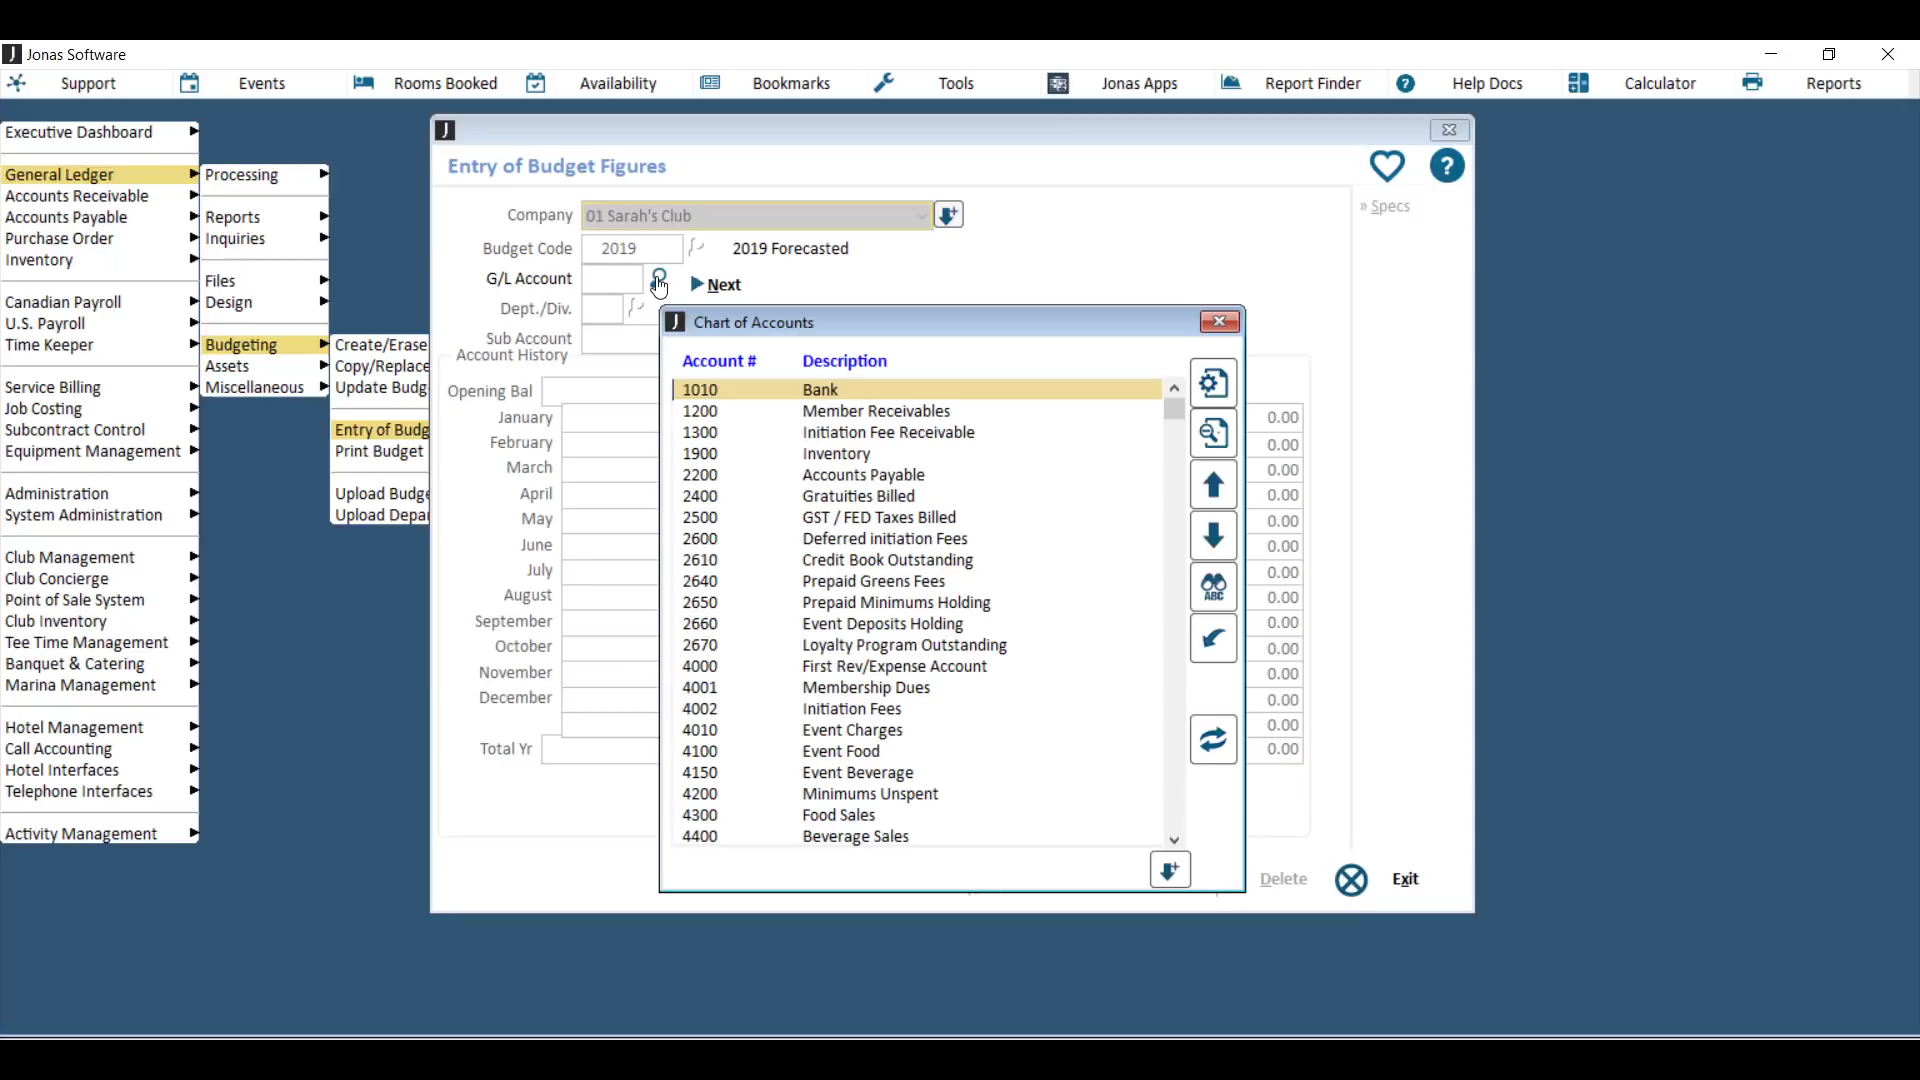 Jonas Software
Support Events Rooms Booked Availability Bookmarks Tools Jonas Apps Report Finder Help Docs Calculator Reports
Executive Dashboard
General Ledger
Accounts Receivable
Accounts Payable
Purchase Order
Inventory
Canadian Payroll
U.S. Payroll
Time Keeper
Service Billing
Job Costing
Subcontract Control
Equipment Management
Administration
System Administration
Club Management
Club Concierge
Point of Sale System
Club Inventory
Tee Time Management
Banquet & Catering
Marina Management
Hotel Management
Call Accounting
Hotel Interfaces
Telephone Interfaces
Activity Management
Processing
Reports
Inquiries
Files
Design
Budgeting
Assets
Miscellaneous
Create/Erase
Copy/Replace
Update Budg
Entry of Budg
Print Budget
Upload Budge
Upload Depar
Entry of Budget Figures
» Specs
Company 01 Sarah's Club
Budget Code 2019 2019 Forecasted
G/L Account Next
Dept./Div.
Sub Account
Account History
Opening Bal
January 0.00
February 0.00
March 0.00
April 0.00
May 0.00
June 0.00
July 0.00
August 0.00
September 0.00
October 0.00
November 0.00
December 0.00
0.00
Total Yr 0.00
Delete Exit
Chart of Accounts
Account # Description
1010 Bank
1200 Member Receivables
1300 Initiation Fee Receivable
1900 Inventory
2200 Accounts Payable
2400 Gratuities Billed
2500 GST / FED Taxes Billed
2600 Deferred initiation Fees
2610 Credit Book Outstanding
2640 Prepaid Greens Fees
2650 Prepaid Minimums Holding
2660 Event Deposits Holding
2670 Loyalty Program Outstanding
4000 First Rev/Expense Account
4001 Membership Dues
4002 Initiation Fees
4010 Event Charges
4100 Event Food
4150 Event Beverage
4200 Minimums Unspent
4300 Food Sales
4400 Beverage Sales
ABC